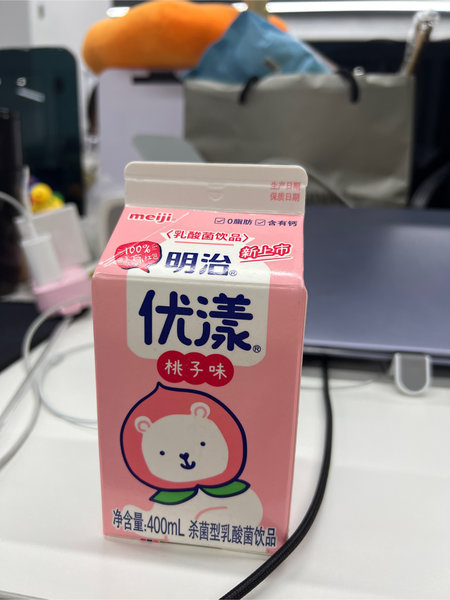 生产日期
保质日期
meiji
0脂肪 含有钙
乳酸菌饮品
新上市
100%
明治®
优漾®
桃子味
净含量:400mL 杀菌型乳酸菌饮品